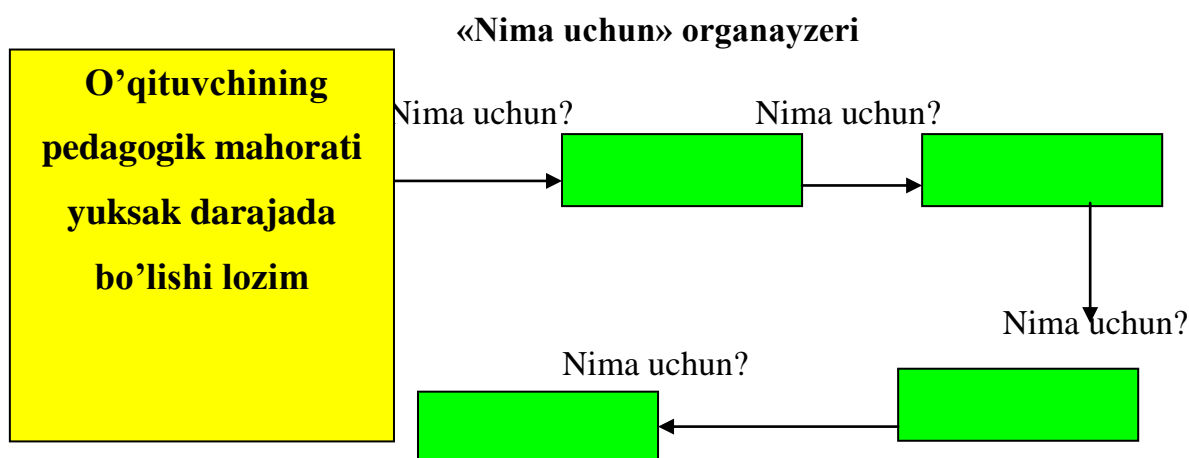 «Nima uchun» organayzeri
O’qituvchining
pedagogik mahorati
yuksak darajada
bo’lishi lozim
Nima uchun?
Nima uchun?
Nima uchun?
Nima uchun?